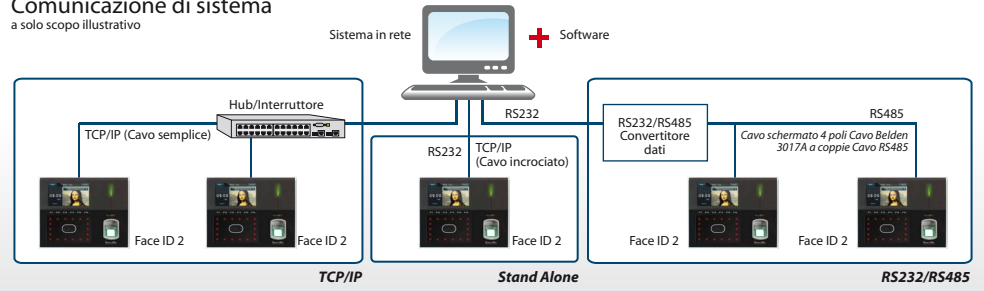 Comunicazione di sistema
a solo scopo illustrativo
Sistema in rete
Software
Hub/Interruttore
TCP/IP (Cavo semplice)
RS232
TCP/IP
(Cavo incrociato)
RS232
RS232/RS485
Convertitore
dati
RS485
Cavo schermato 4 poli Cavo Belden
3017A a coppie Cavo RS485
Face ID 2
Face ID 2
Face ID 2
Face ID 2
Face ID 2
TCP/IP
Stand Alone
RS232/RS485